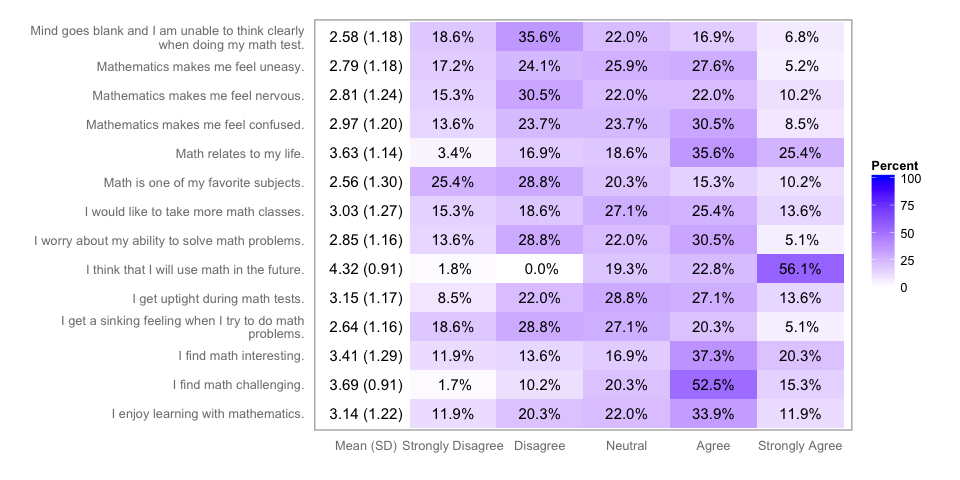 Mind goes blank and I am unable to think clearly
when doing my math test.
2.58 (1.18) 18.6% 35.6% 22.0% 16.9% 6.8%
Mathematics makes me feel uneasy. 2.79 (1.18) 17.2% 24.1% 25.9% 27.6% 5.2%
Mathematics makes me feel nervous. 2.81 (1.24) 15.3% 30.5% 22.0% 22.0% 10.2%
Mathematics makes me feel confused. 2.97 (1.20) 13.6% 23.7% 23.7% 30.5% 8.5%
Math relates to my life. 3.63 (1.14) 3.4% 16.9% 18.6% 35.6% 25.4%
Math is one of my favorite subjects. 2.56 (1.30) 25.4% 28.8% 20.3% 15.3% 10.2%
I would like to take more math classes. 3.03 (1.27) 15.3% 18.6% 27.1% 25.4% 13.6%
I worry about my ability to solve math problems. 2.85 (1.16) 13.6% 28.8% 22.0% 30.5% 5.1%
I think that I will use math in the future. 4.32 (0.91) 1.8% 0.0% 19.3% 22.8% 56.1%
I get uptight during math tests. 3.15 (1.17) 8.5% 22.0% 28.8% 27.1% 13.6%
I get a sinking feeling when I try to do math
problems.
2.64 (1.16) 18.6% 28.8% 27.1% 20.3% 5.1%
I find math interesting. 3.41 (1.29) 11.9% 13.6% 16.9% 37.3% 20.3%
I find math challenging. 3.69 (0.91) 1.7% 10.2% 20.3% 52.5% 15.3%
I enjoy learning with mathematics. 3.14 (1.22) 11.9% 20.3% 22.0% 33.9% 11.9%
Mean (SD) Strongly Disagree Disagree Neutral Agree Strongly Agree
Percent
100
75
50
25
0